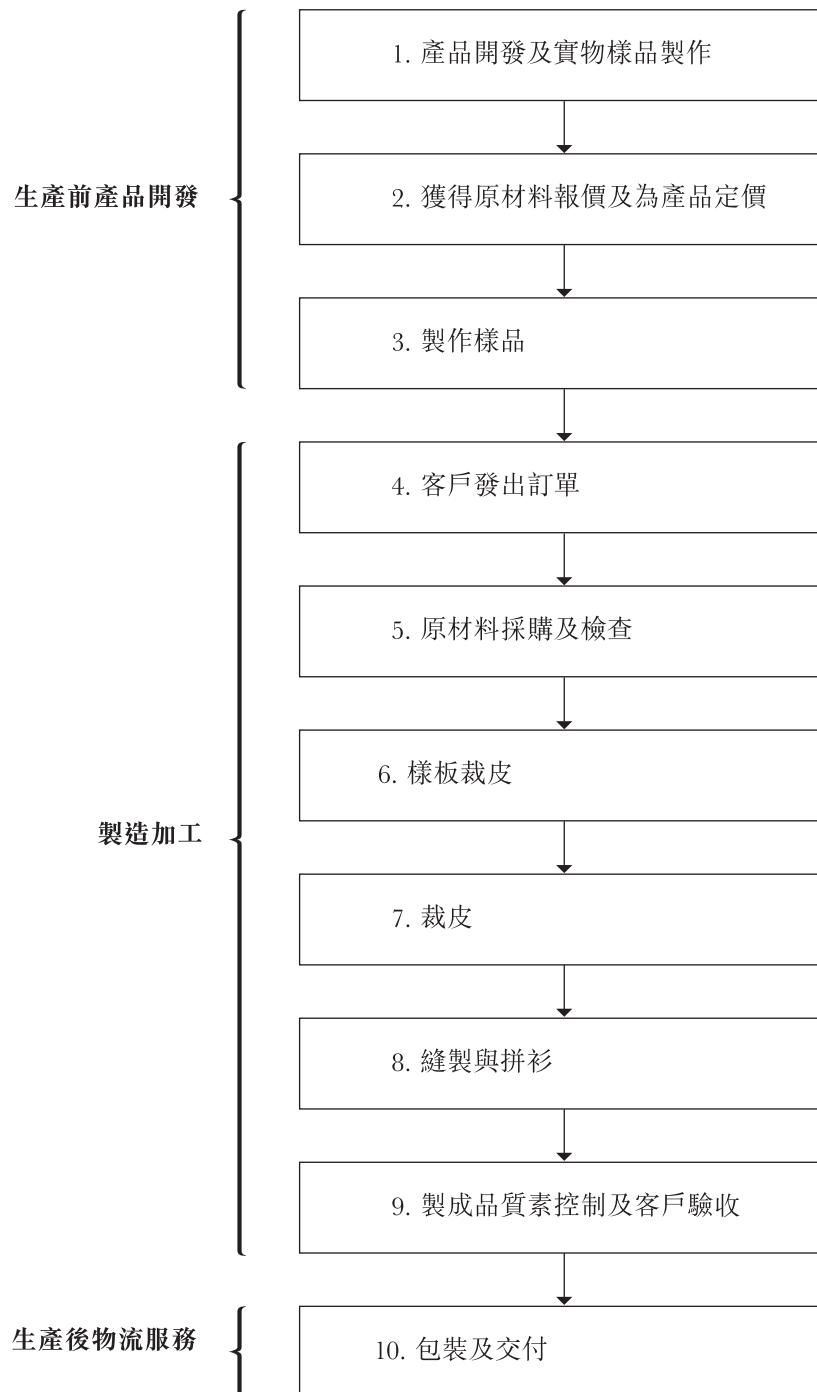 1. 產品開發及實物樣品製作
生產前產品開發
2. 獲得原材料報價及為產品定價
3. 製作樣品
4. 客戶發出訂單
5. 原材料採購及檢查
6. 樣板裁皮
製造加工
7. 裁皮
8. 縫製與拼衫
9. 製成品質素控制及客戶驗收
生產後物流服務
10. 包裝及交付